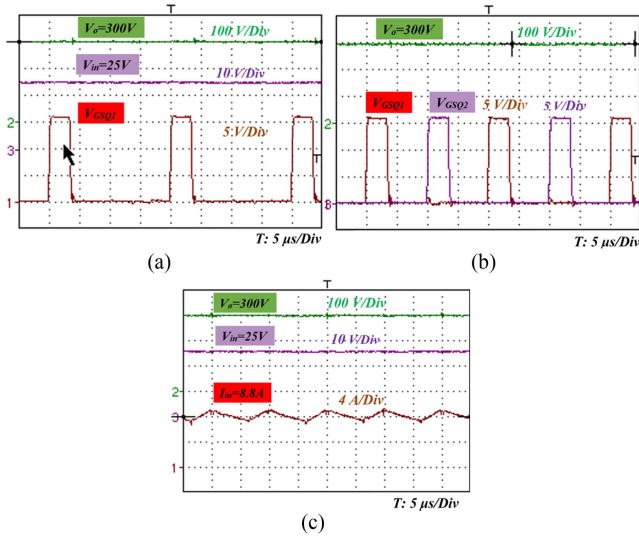 T
T
Vo=300V 100 V/Div
Vin=25V 10 V/Div
VGSQ1
5 V/Div
2
3
1
T
T: 5 μs/Div
(a)
Vo=300V 100 V/Div
VGSQ1 VGSQ2 5 V/Div 5 V/Div
2
T
T: 5 μs/Div
(b)
T
Vo=300V 100 V/Div
Vin=25V 10 V/Div
Iin=8.8A 4 A/Div
2
3
1
T: 5 μs/Div
(c)